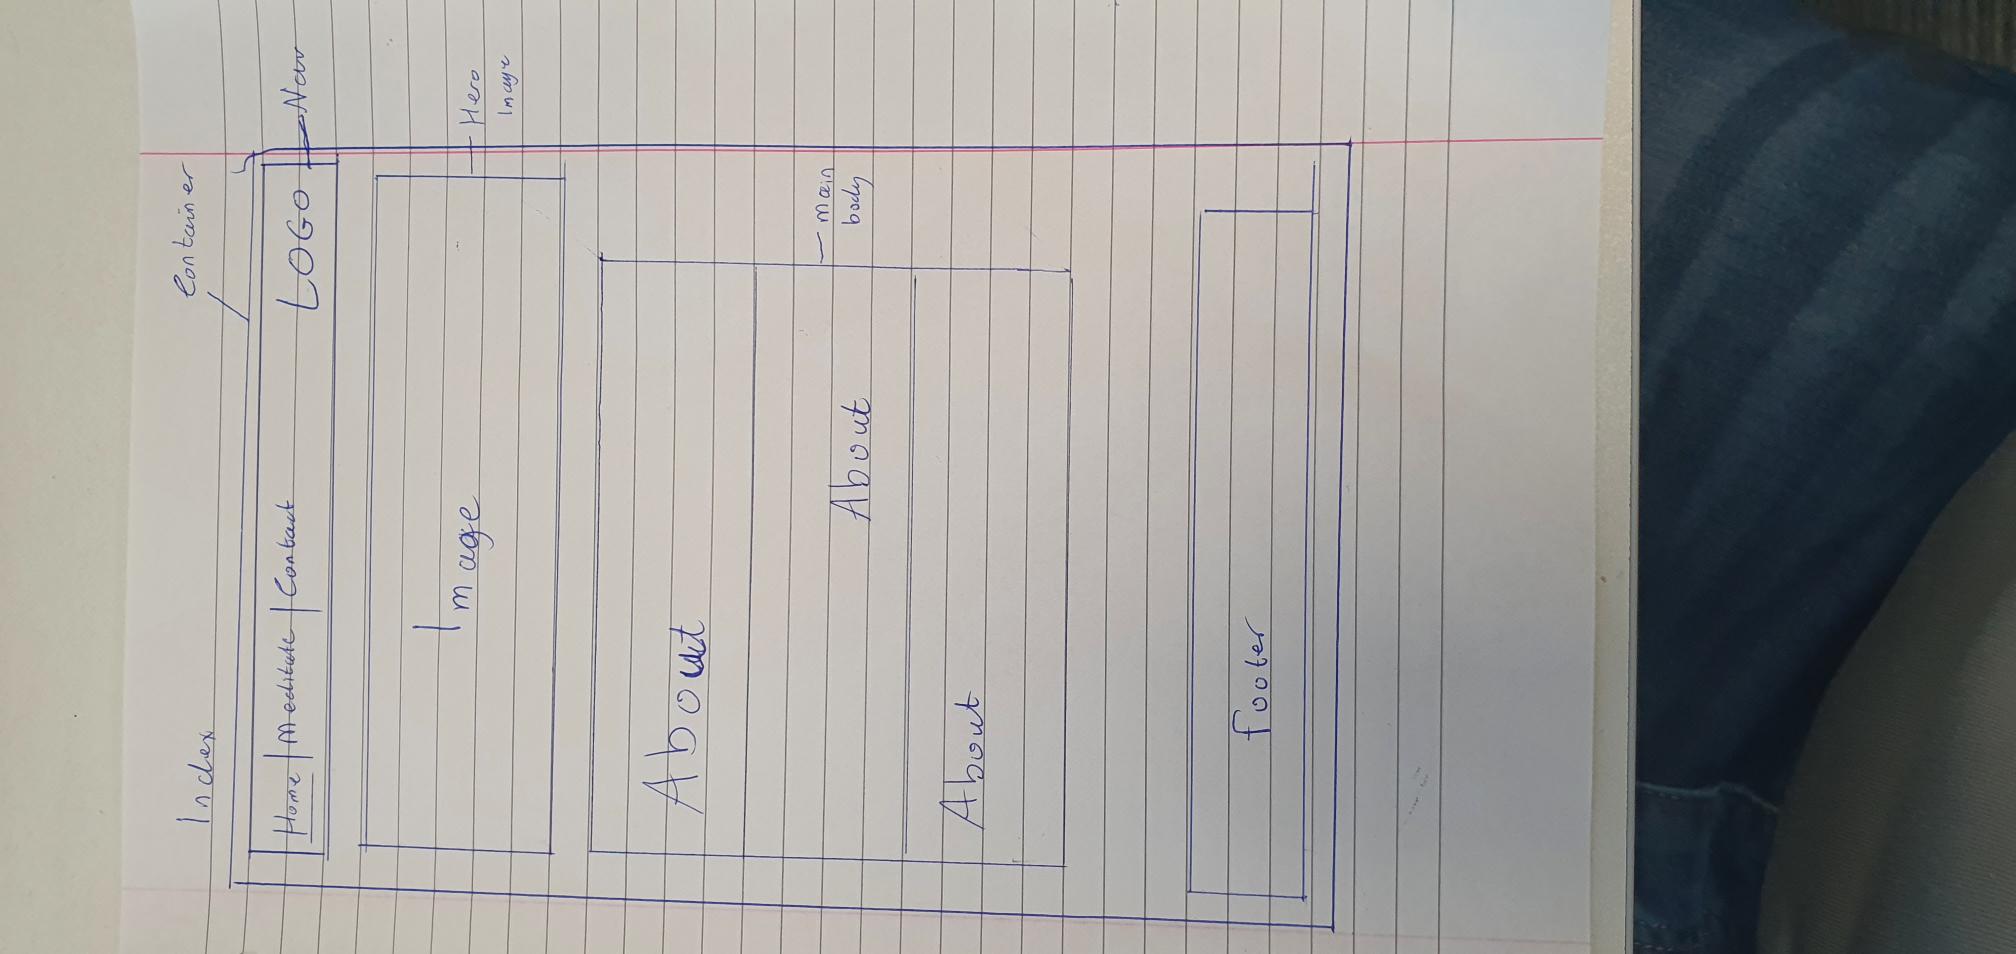 Index
Container
Home | Meditate | Contact
LOGO
Nav
Image
Hero
Image
About
About
main
body
About
footer